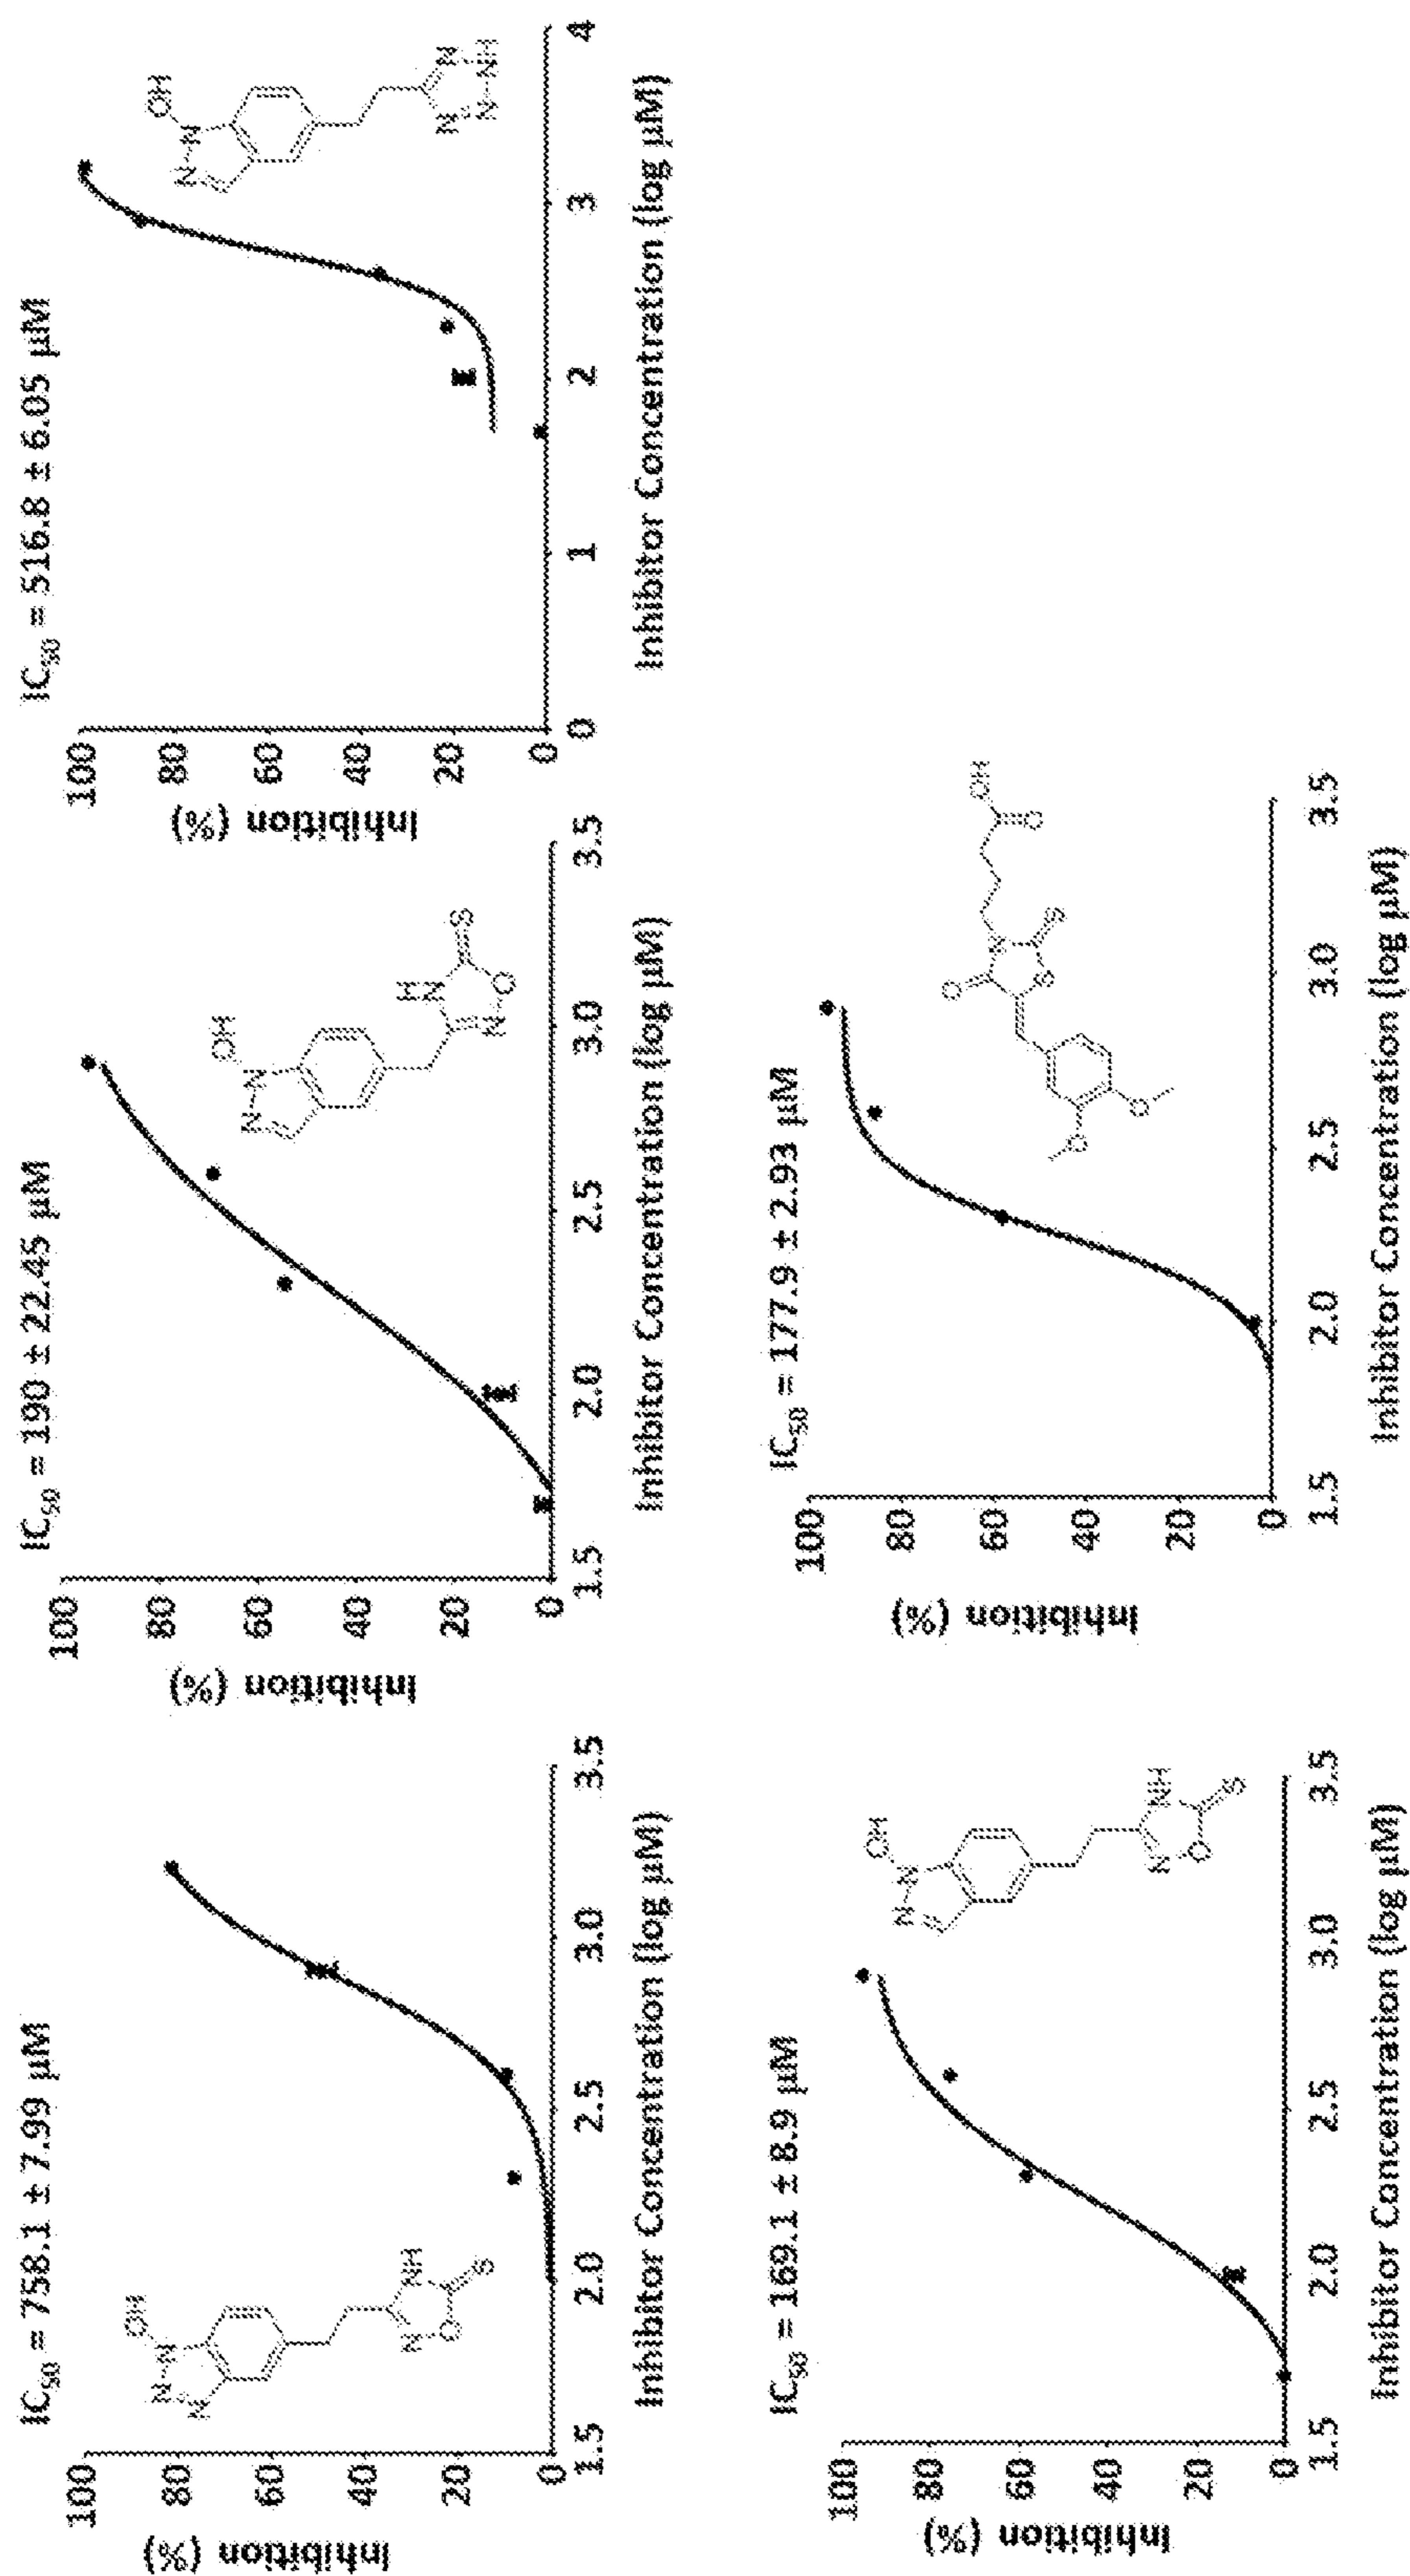 IC50 = 758.1 ± 7.99 µM
Inhibition (%)
100
80
60
40
20
0
1.5
2.0
2.5
3.0
3.5
Inhibitor Concentration (log µM)
OH
N
N
N
N
NH
O
S
IC50 = 190 ± 22.45 µM
Inhibition (%)
100
80
60
40
20
0
1.5
2.0
2.5
3.0
3.5
Inhibitor Concentration (log µM)
OH
N
N
H
N
N
O
S
IC50 = 516.8 ± 6.05 µM
Inhibition (%)
100
80
60
40
20
0
0
1
2
3
4
Inhibitor Concentration (log µM)
OH
N
N
N
N
N
NH
IC50 = 169.1 ± 8.9 µM
Inhibition (%)
100
80
60
40
20
0
1.5
2.0
2.5
3.0
3.5
Inhibitor Concentration (log µM)
OH
N
N
N
NH
O
S
IC50 = 177.9 ± 2.93 µM
Inhibition (%)
100
80
60
40
20
0
1.5
2.0
2.5
3.0
3.5
Inhibitor Concentration (log µM)
O
O
O
N
S
S
O
OH